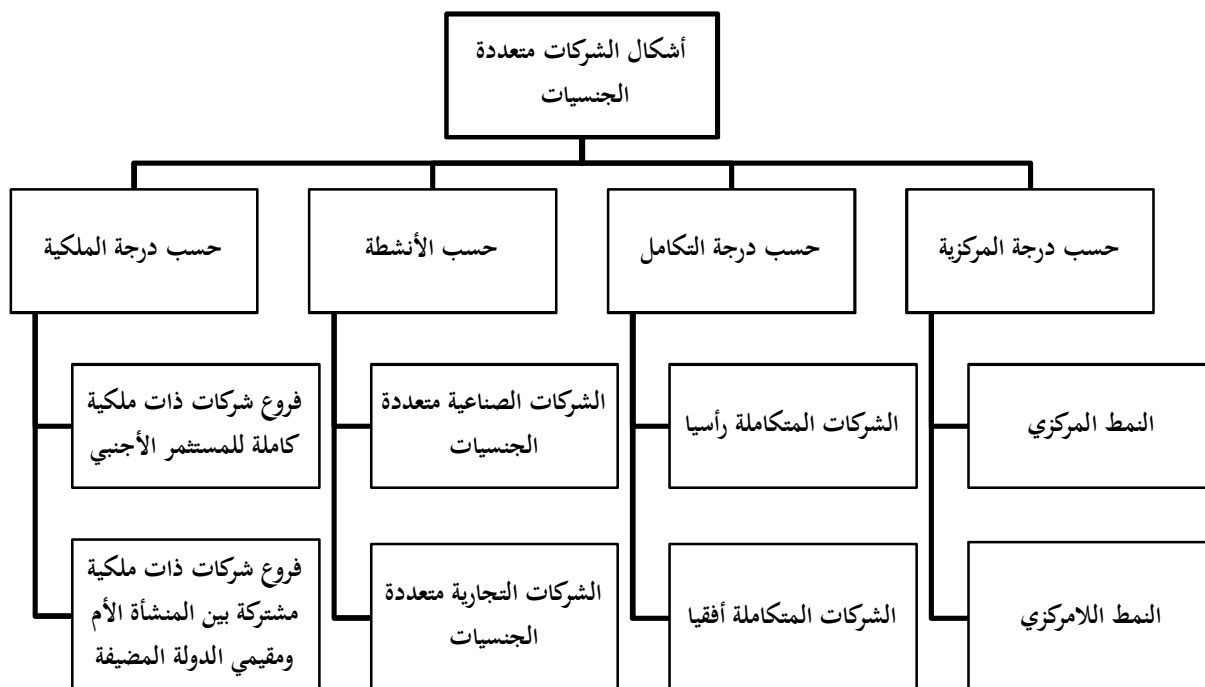 أشكال الشركات متعددة
الجنسيات
حسب درجة المركزية
حسب درجة التكامل
حسب الأنشطة
حسب درجة الملكية
النمط المركزي
الشركات المتكاملة رأسيا
الشركات الصناعية متعددة
الجنسيات
فروع شركات ذات ملكية
كاملة للمستثمر الأجنبي
النمط اللامركزي
الشركات المتكاملة أفقيا
الشركات التجارية متعددة
الجنسيات
فروع شركات ذات ملكية
مشتركة بين المنشأة الأم
ومقيمي الدولة المضيفة